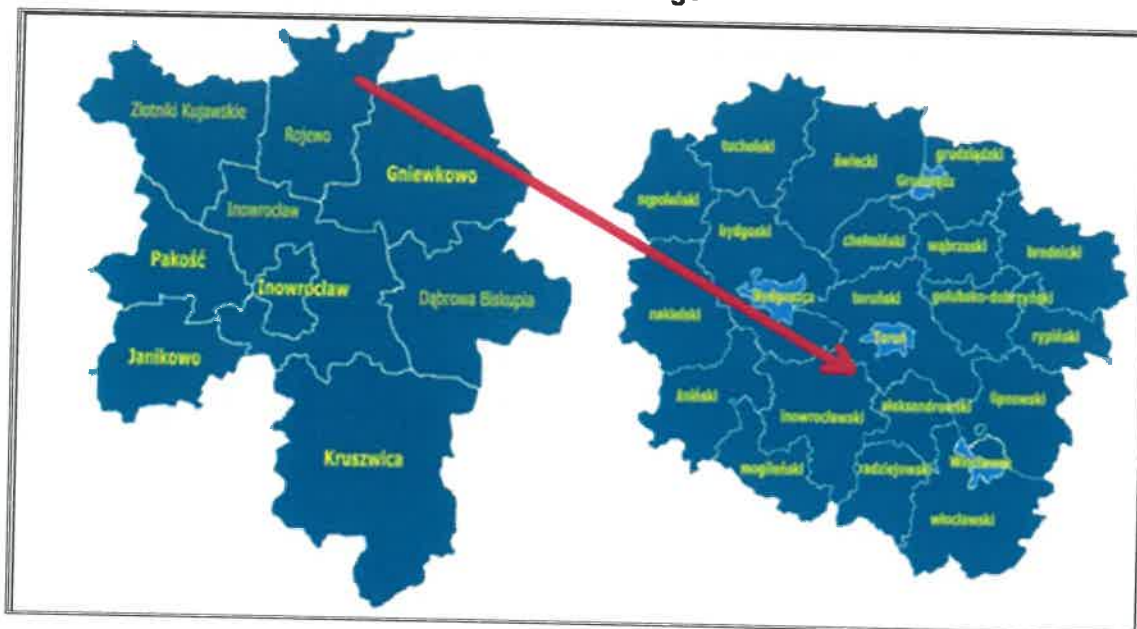 Złotniki Kujawskie
Rojewo
Gniewkowo
Inowrocław
Pakość
Inowrocław
Dąbrowa Biskupia
Janikowo
Kruszwica
tucholski
świecki
grudziądzki
Grudziądz
sępoleński
bydgoski
chełmiński
wąbrzeski
brodnicki
Bydgoszcz
toruński
golubsko-dobrzyński
nakielski
Toruń
rypiński
żniński
inowrocławski
aleksandrowski
lipnowski
mogileński
radziejowski
Włocławek
włocławski